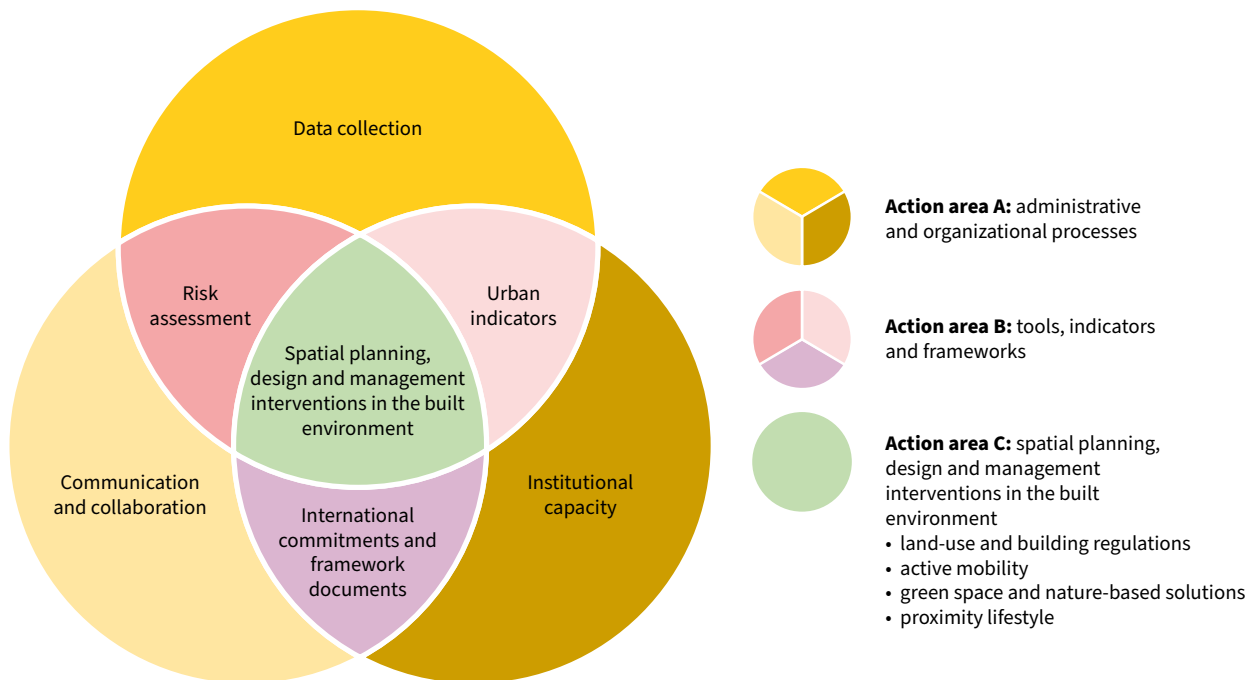 Data collection
Risk
assessment
Urban
indicators
Spatial planning,
design and management
interventions in the built
environment
Communication
and collaboration
Institutional
capacity
International
commitments and
framework
documents
Action area A: administrative
and organizational processes
Action area B: tools, indicators
and frameworks
Action area C: spatial planning,
design and management
interventions in the built
environment
• land-use and building regulations
• active mobility
• green space and nature-based solutions
• proximity lifestyle